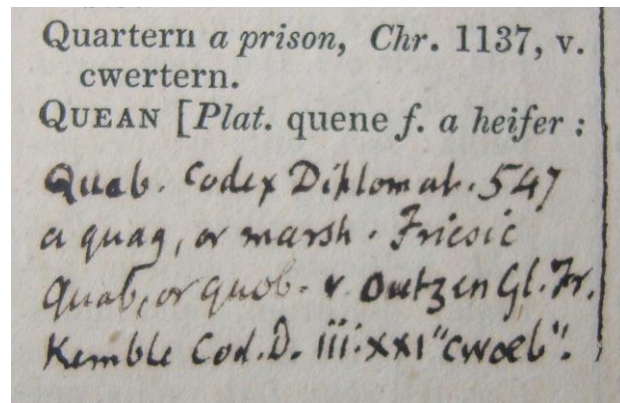 Quartern a prison, Chr. 1137, v.
cwertern.
QUEAN [Plat. quene f. a heifer :
Quab. Codex Diplomat. 547
a quag, or marsh. Friesic
Quab, or quob. v. Outzen Gl. Fr.
Kemble Cod. D. iii. xxi "cwæb".